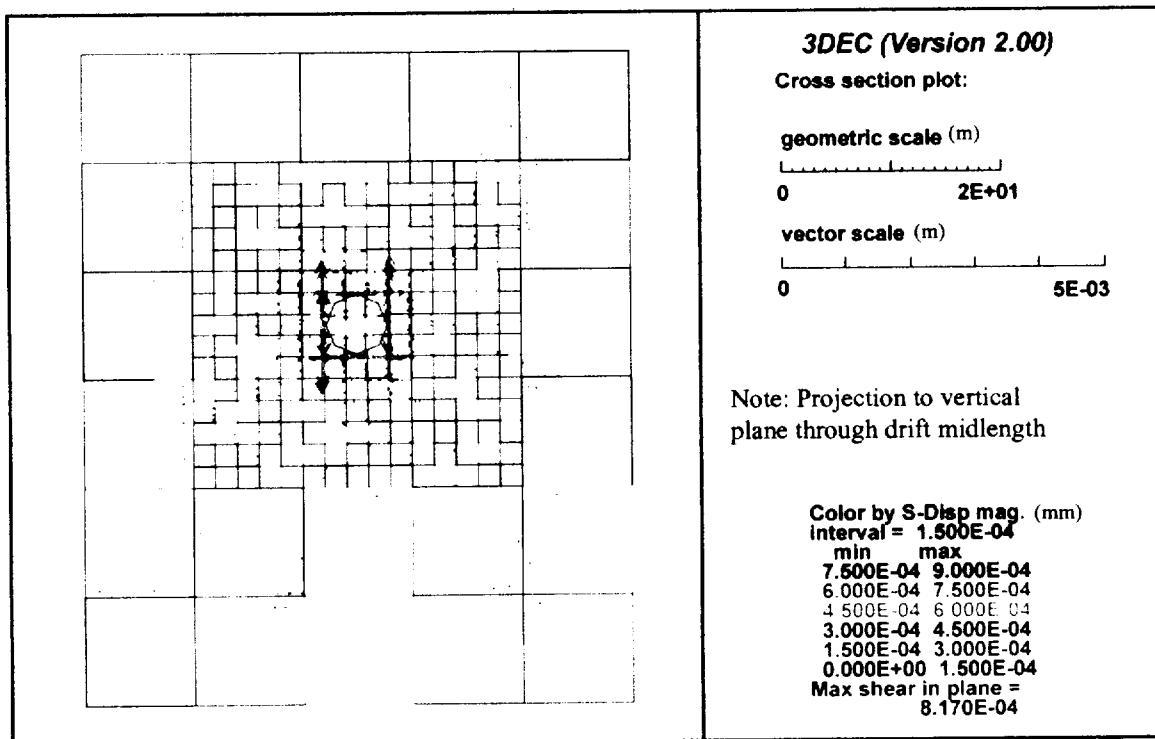 3DEC (Version 2.00)
Cross section plot:
geometric scale (m)
0 2E+01
vector scale (m)
0 5E-03
Note: Projection to vertical
plane through drift midlength
Color by S-Disp mag. (mm)
interval = 1.500E-04
min max
7.500E-04 9.000E-04
6.000E-04 7.500E-04
4.500E-04 6.000E-04
3.000E-04 4.500E-04
1.500E-04 3.000E-04
0.000E+00 1.500E-04
Max shear in plane =
8.170E-04